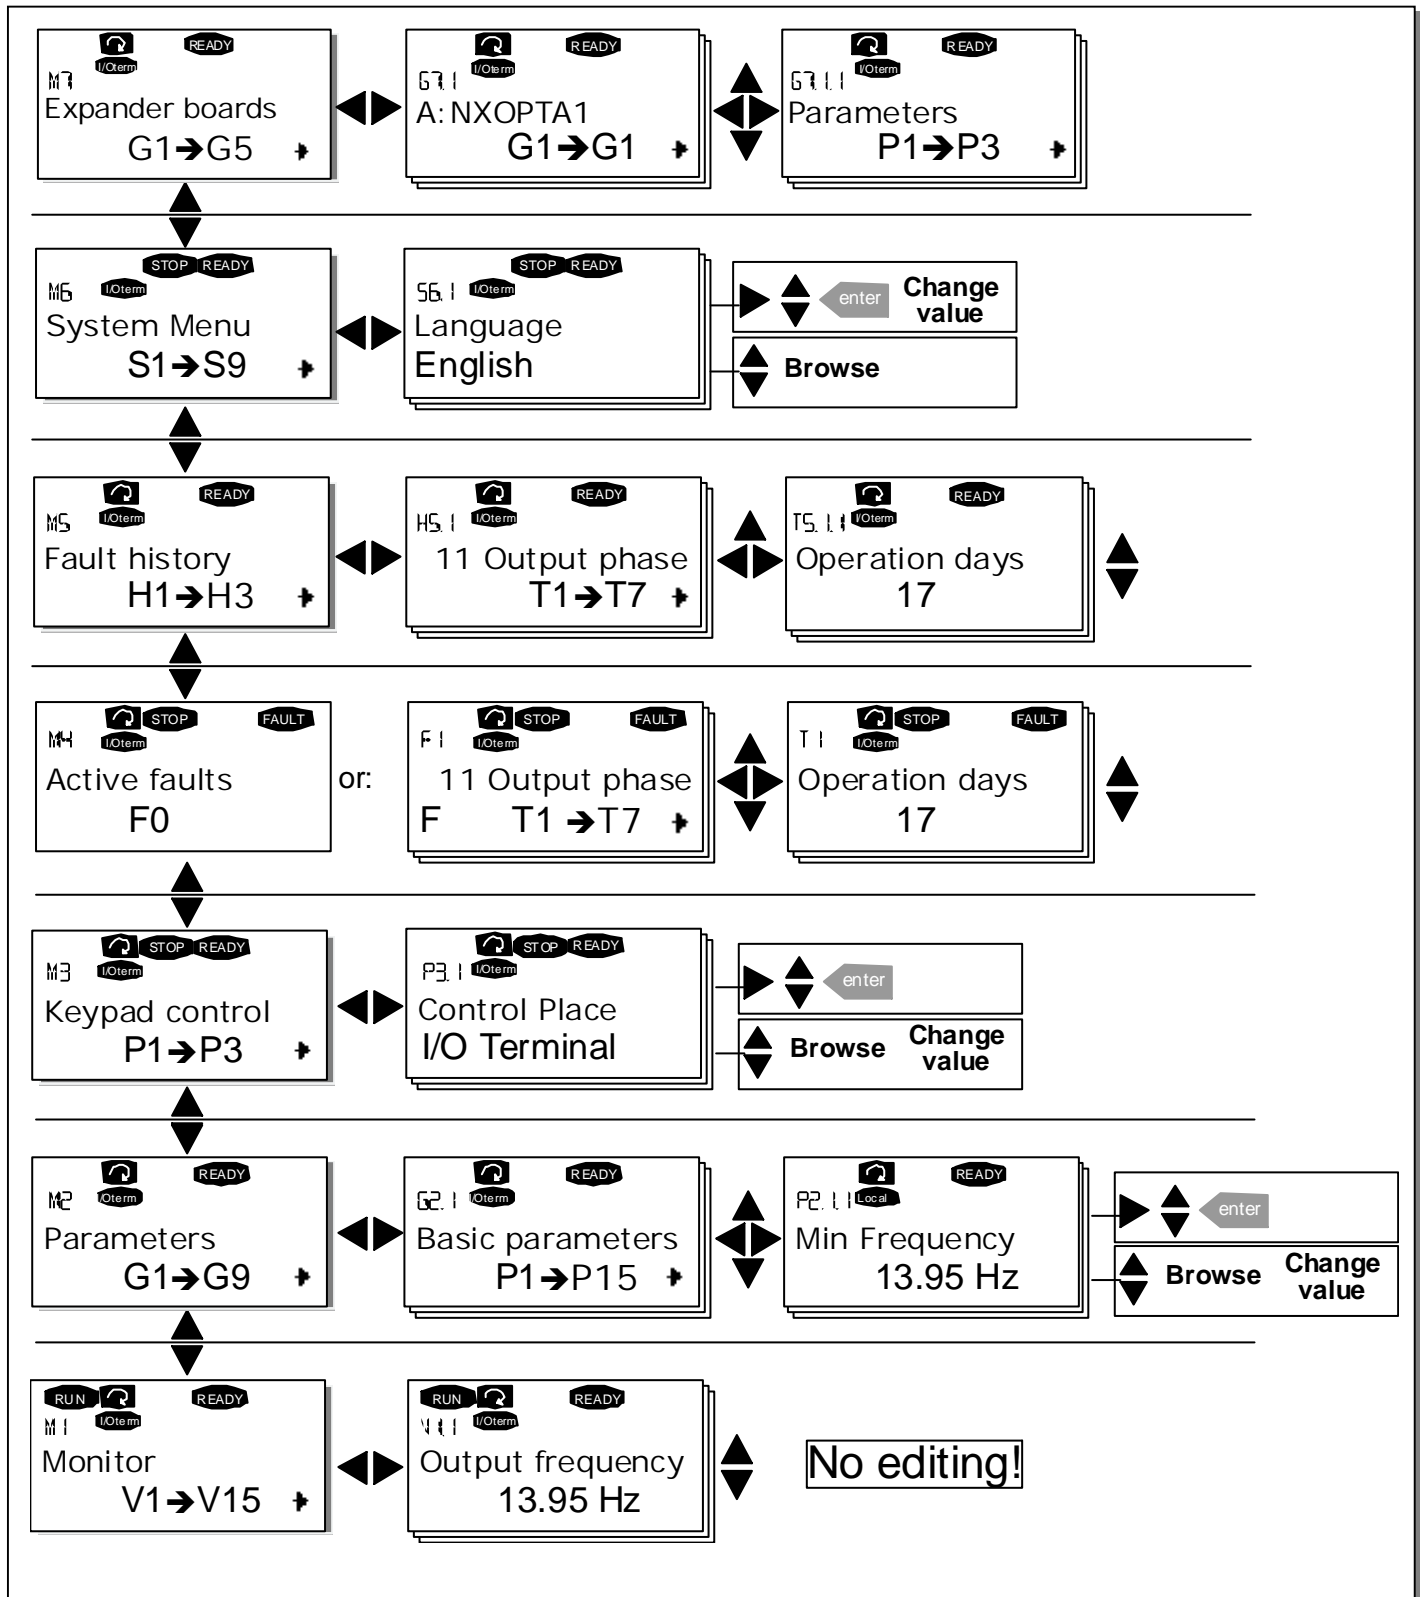 READY READY READY
I/Oterm I/Oterm I/Oterm
M7 G7.1 G7.1.1
Expander boards A:NXOPTA1 Parameters
G1➔G5 G1➔G1 P1➔P3
STOP READY STOP READY
M6 I/Oterm S6.1 I/Oterm
System Menu Language
S1➔S9 English
enter Change value
Browse
READY READY READY
M5 I/Oterm H5.1 I/Oterm T5.1.1 I/Oterm
Fault history 11 Output phase Operation days
H1➔H3 T1➔T7 17
STOP FAULT STOP FAULT STOP FAULT
M4 I/Oterm F1 I/Oterm T1 I/Oterm
Active faults or: 11 Output phase Operation days
F0 F T1➔T7 17
STOP READY STOP READY
M3 I/Oterm P3.1 I/Oterm
Keypad control Control Place
P1➔P3 I/O Terminal
enter
Browse Change value
READY READY READY
M2 I/Oterm G2.1 I/Oterm P2.1.1 Local
Parameters Basic parameters Min Frequency
G1➔G9 P1➔P15 13.95 Hz
enter
Browse Change value
RUN READY RUN READY
M1 I/Oterm V1.1 I/Oterm
Monitor Output frequency No editing!
V1➔V15 13.95 Hz